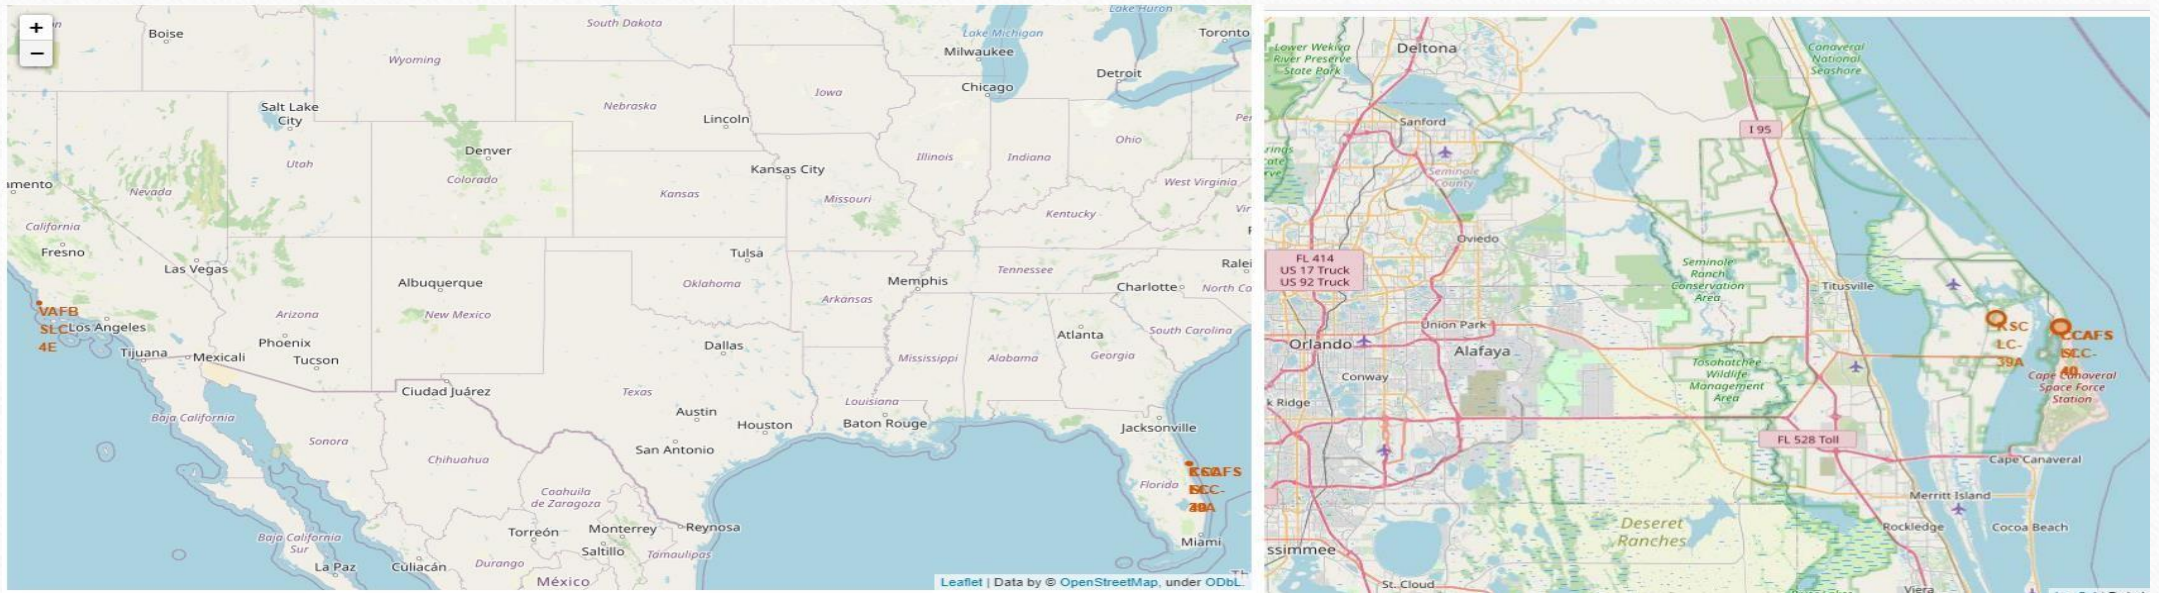 +
−
Boise
South Dakota
Lake Huron
Toronto
Wyoming
Lake Michigan
Milwaukee
Detroit
Chicago
Salt Lake
City
Iowa
Nebraska
Lincoln
Ohio
Denver
Utah
Illinois
Indiana
Kansas City
Colorado
Nevada
Kansas
Missouri
West Virginia
Kentucky
California
Fresno
Las Vegas
Tulsa
Albuquerque
Oklahoma
Memphis
Tennessee
Charlotte
Arkansas
VAFB
SLC
4E
Los Angeles
Arizona
New Mexico
Phoenix
Tucson
Tijuana
Mexicali
Dallas
Atlanta
South Carolina
Mississippi
Alabama
Georgia
Ciudad Juárez
Texas
Louisiana
Baja California
Austin
Houston
Baton Rouge
Jacksonville
Sonora
Chihuahua
San Antonio
Florida
Coahuila
de Zaragoza
Torreón
Monterrey
Reynosa
Baja California
Sur
Saltillo
Tamaulipas
Miami
La Paz
Culiacán
Durango
México
Leaflet | Data by © OpenStreetMap, under ODbL.
Lower Wekiva
River Preserve
State Park
Deltona
Canaveral
National
Seashore
Sanford
I 95
Seminole
County
Oviedo
FL 414
US 17 Truck
US 92 Truck
Seminole
Ranch
Conservation
Area
Titusville
Union Park
Orlando
Alafaya
KSC
LC-
39A
CCAFS
Conway
Tosohatchee
Wildlife
Management
Area
Cape Canaveral
Space Force
Station
FL 528 Toll
Cape Canaveral
Merritt Island
Deseret
Ranches
Rockledge
Cocoa Beach
St. Cloud
Viera